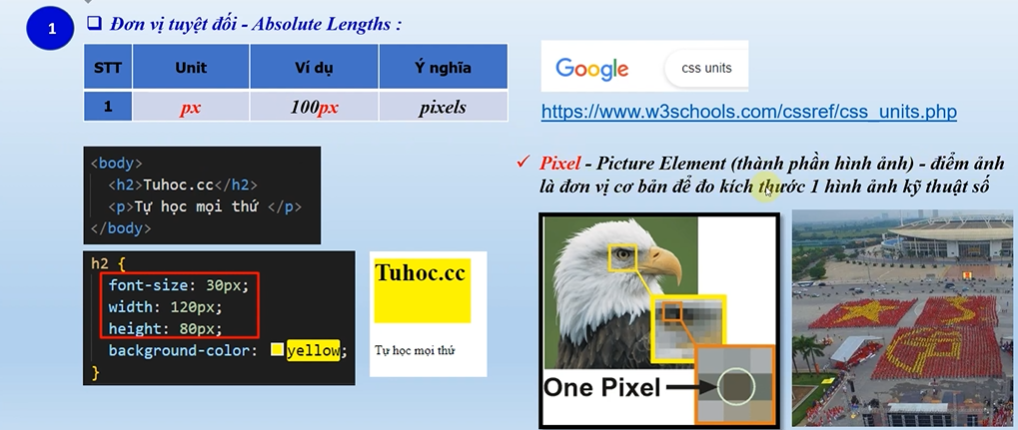 1
Đơn vị tuyệt đối - Absolute Lengths :
STT Unit Ví dụ Ý nghĩa
1 px 100px pixels
Google css units
https://www.w3schools.com/cssref/css_units.php
<body>
<h2>Tuhoc.cc</h2>
<p>Tự học mọi thứ </p>
</body>
h2 {
font-size: 30px;
width: 120px;
height: 80px;
background-color: yellow;
}
Tuhoc.cc
Tự học mọi thứ
✓ Pixel - Picture Element (thành phần hình ảnh) - điểm ảnh
là đơn vị cơ bản để đo kích thước 1 hình ảnh kỹ thuật số
One Pixel